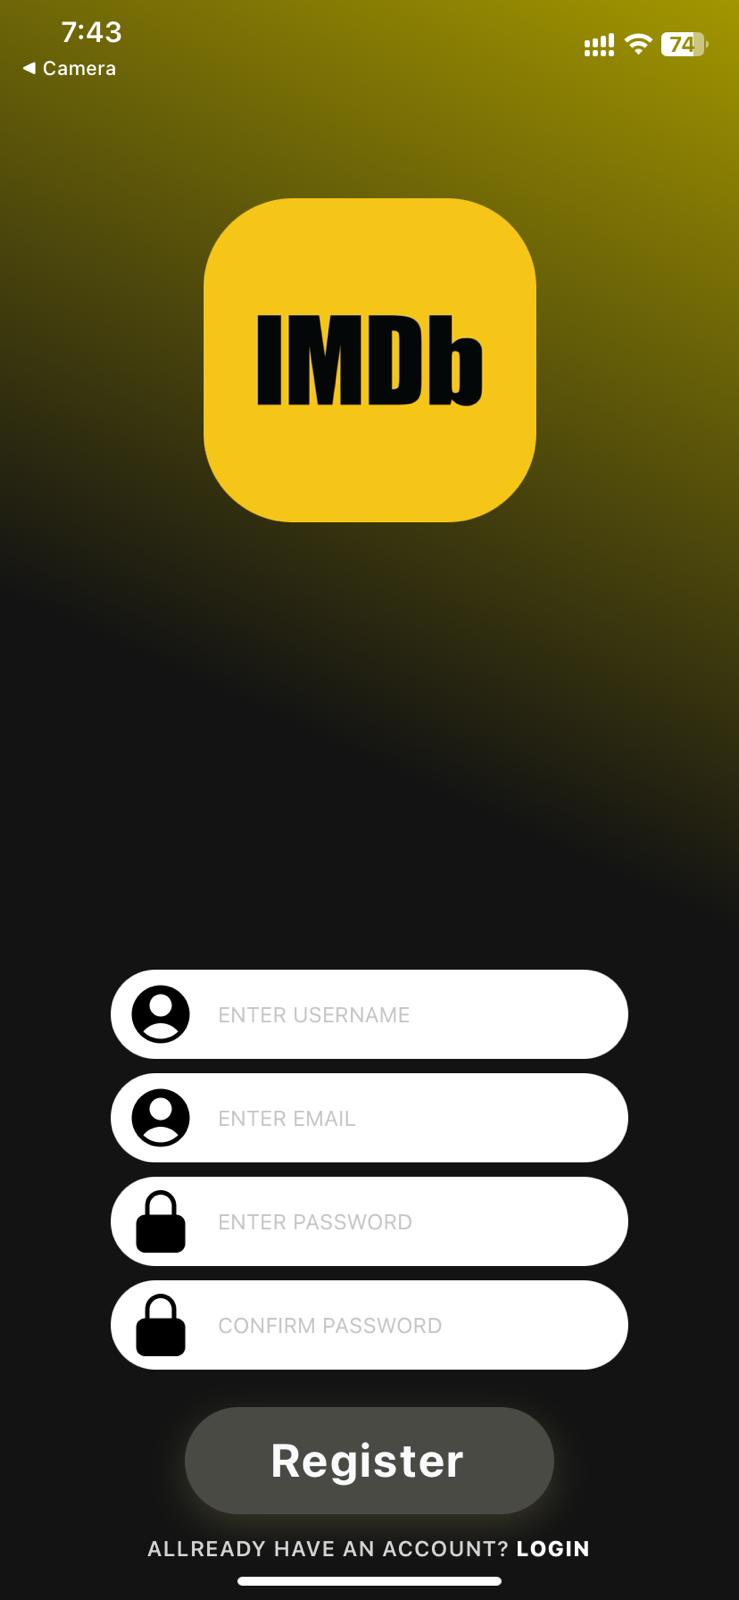 7:43
Camera
74
IMDb
ENTER USERNAME
ENTER EMAIL
ENTER PASSWORD
CONFIRM PASSWORD
Register
ALLREADY HAVE AN ACCOUNT? LOGIN